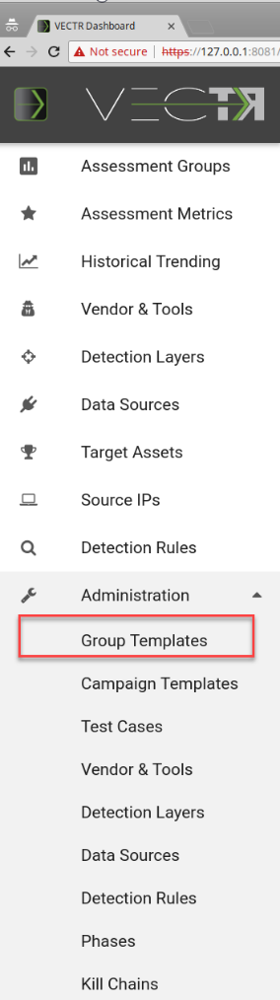 VECTR Dashboard
Not secure | https://127.0.0.1:8081/
VECTR
Assessment Groups
Assessment Metrics
Historical Trending
Vendor & Tools
Detection Layers
Data Sources
Target Assets
Source IPs
Detection Rules
Administration
Group Templates
Campaign Templates
Test Cases
Vendor & Tools
Detection Layers
Data Sources
Detection Rules
Phases
Kill Chains